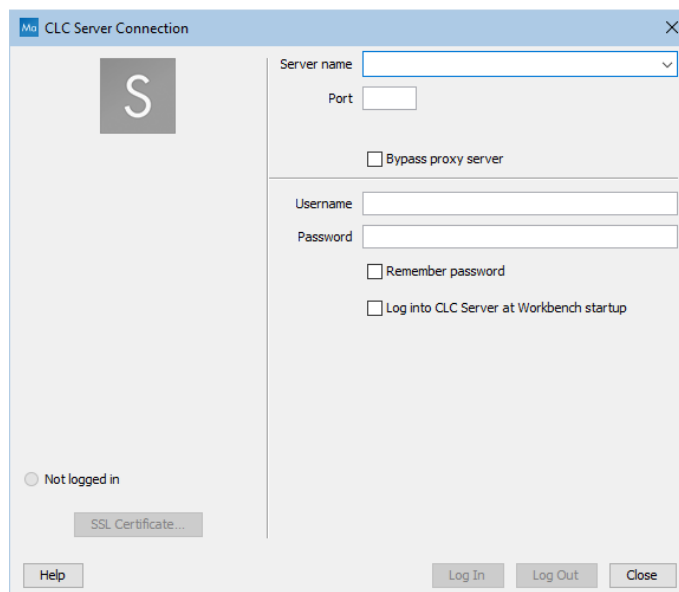 Ma CLC Server Connection
S
Server name
Port
Bypass proxy server
Username
Password
Remember password
Log into CLC Server at Workbench startup
Not logged in
SSL Certificate...
Help
Log In
Log Out
Close